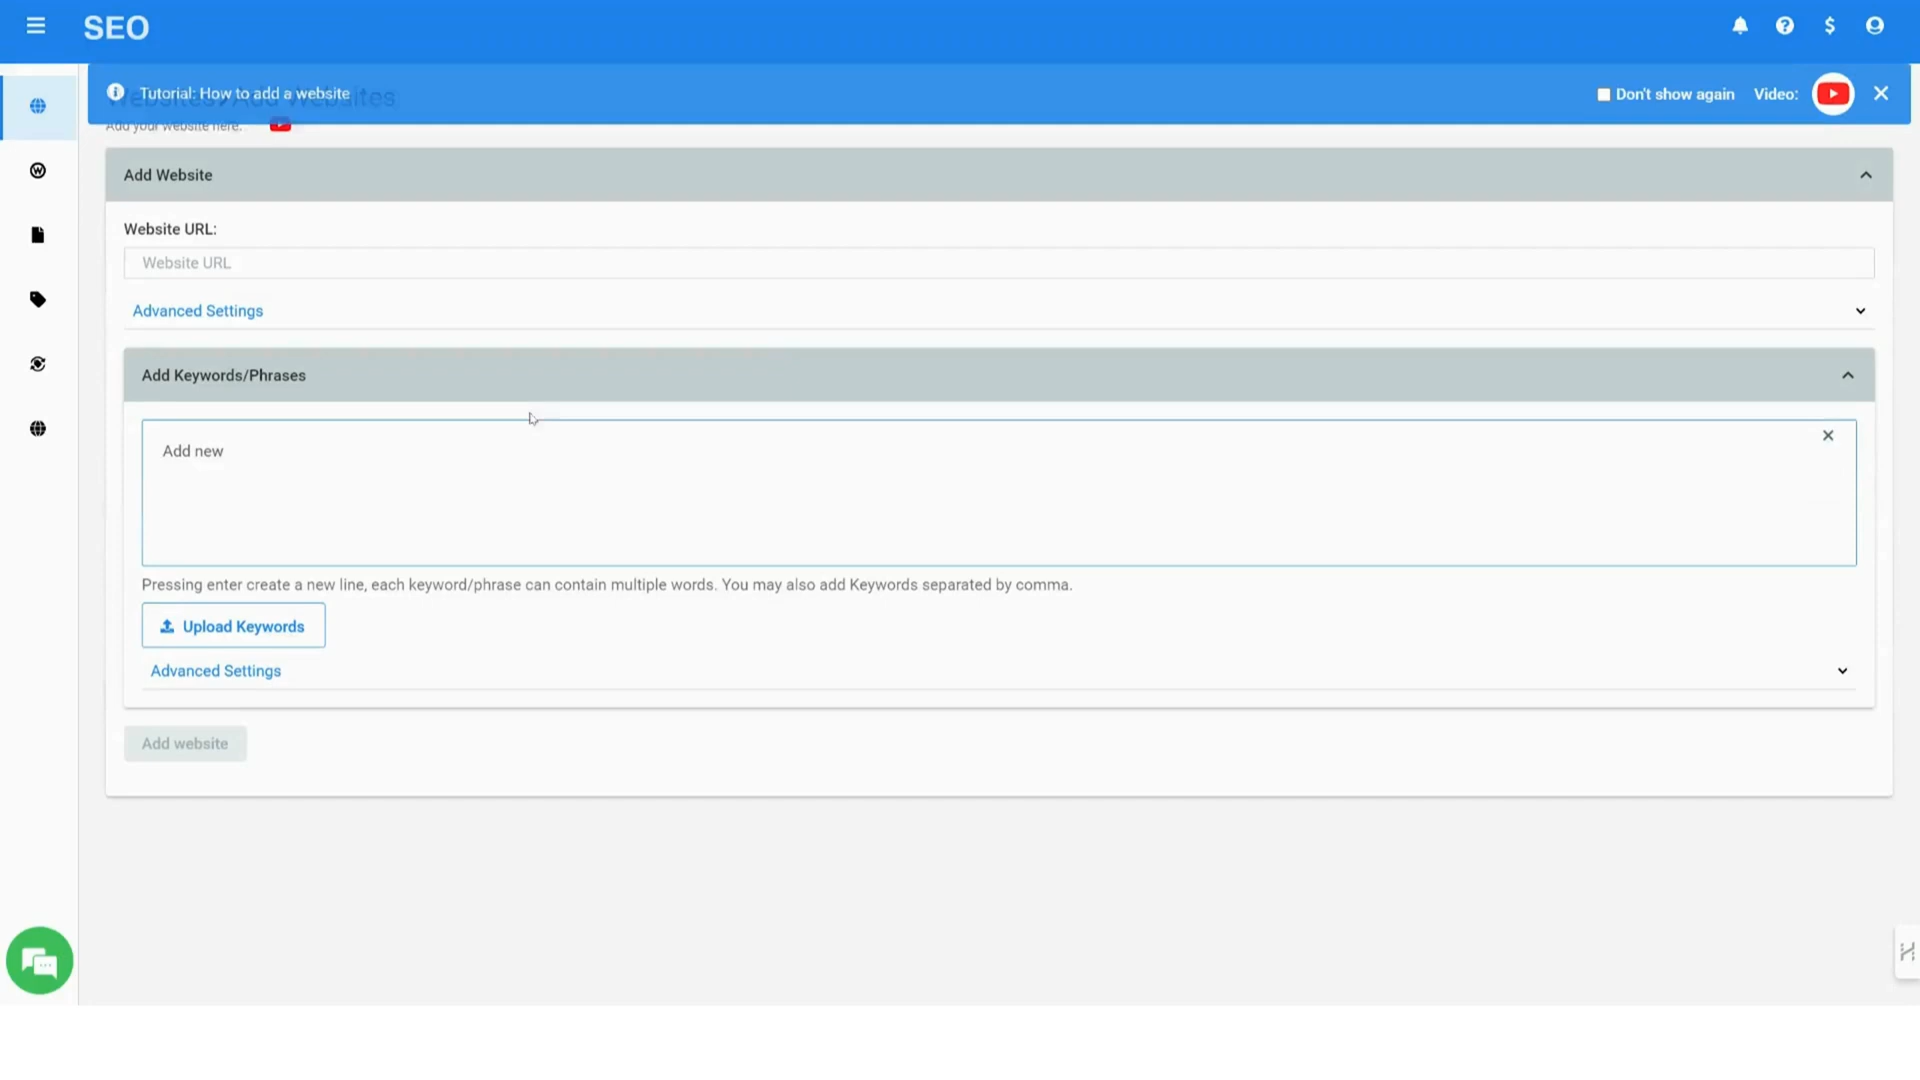 SEO
Tutorial: How to add a website
Don't show again
Video:
Websites > Add Websites
Add your website here.
Add Website
Website URL:
Website URL
Advanced Settings
Add Keywords/Phrases
Add new
Pressing enter create a new line, each keyword/phrase can contain multiple words. You may also add Keywords separated by comma.
Upload Keywords
Advanced Settings
Add website